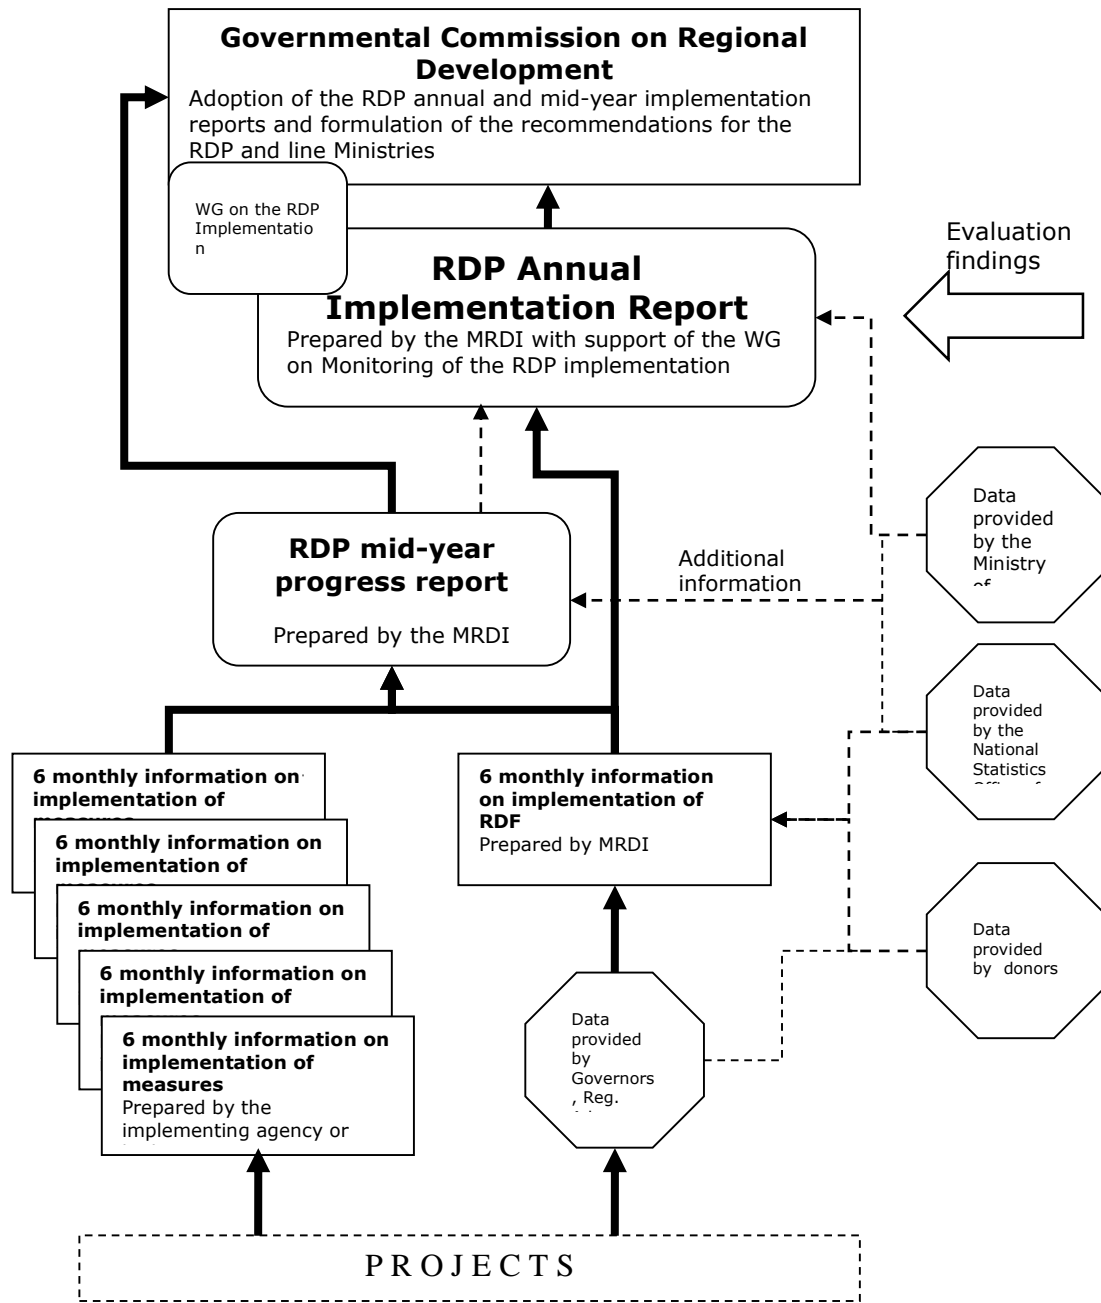 Governmental Commission on Regional
Development
Adoption of the RDP annual and mid-year implementation
reports and formulation of the recommendations for the
RDP and line Ministries
WG on the RDP
Implementatio
n
RDP Annual
Implementation Report
Prepared by the MRDI with support of the WG
on Monitoring of the RDP implementation
Evaluation
findings
RDP mid-year
progress report
Prepared by the MRDI
Additional
information
Data
provided
by the
Ministry
of
Data
provided
by the
National
Statistics
6 monthly information on
implementation of
measures
6 monthly information on
implementation of
measures
6 monthly information on
implementation of
6 monthly information on
implementation of
6 monthly information on
implementation of
measures
Prepared by the
implementing agency or
6 monthly information
on implementation of
RDF
Prepared by MRDI
Data
provided
by donors
Data
provided
by
Governors
, Reg.
PROJECTS